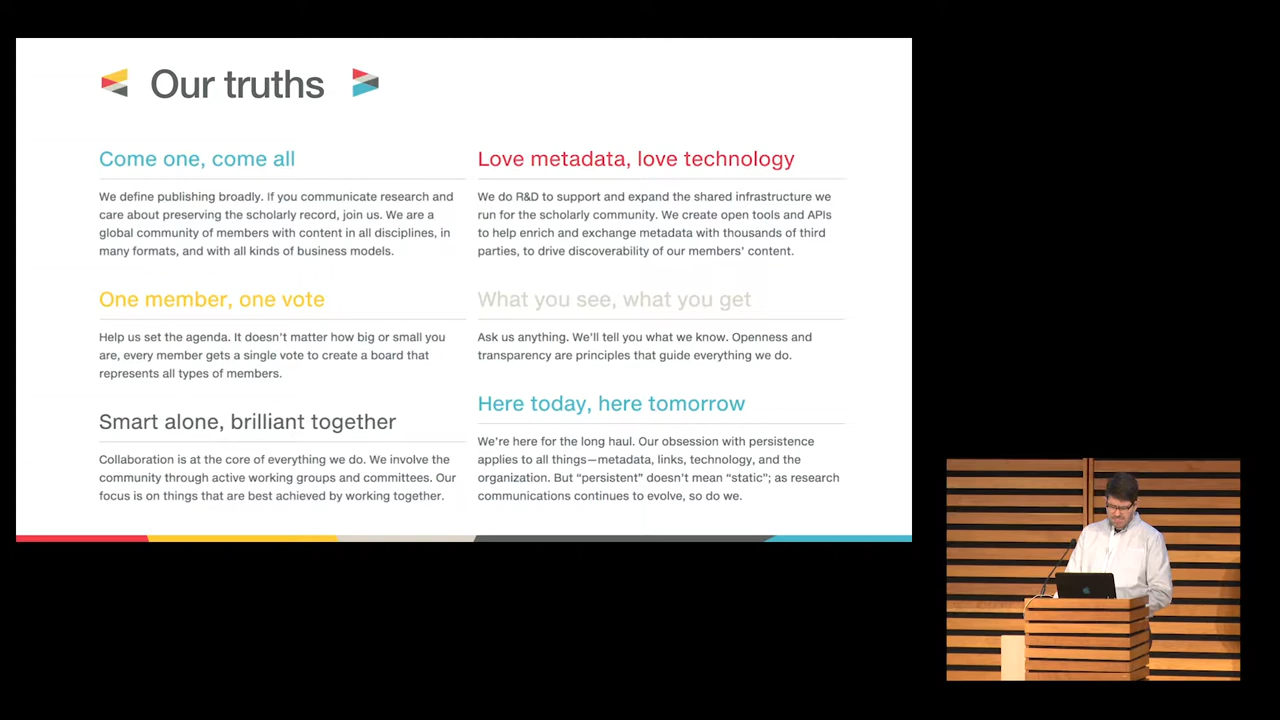 Our truths
Come one, come all
We define publishing broadly. If you communicate research and
care about preserving the scholarly record, join us. We are a
global community of members with content in all disciplines, in
many formats, and with all kinds of business models.
One member, one vote
Help us set the agenda. It doesn't matter how big or small you
are, every member gets a single vote to create a board that
represents all types of members.
Smart alone, brilliant together
Collaboration is at the core of everything we do. We involve the
community through active working groups and committees. Our
focus is on things that are best achieved by working together.
Love metadata, love technology
We do R&D to support and expand the shared infrastructure we
run for the scholarly community. We create open tools and APIs
to help enrich and exchange metadata with thousands of third
parties, to drive discoverability of our members' content.
What you see, what you get
Ask us anything. We'll tell you what we know. Openness and
transparency are principles that guide everything we do.
Here today, here tomorrow
We're here for the long haul. Our obsession with persistence
applies to all things—metadata, links, technology, and the
organization. But “persistent” doesn't mean “static”; as research
communications continues to evolve, so do we.